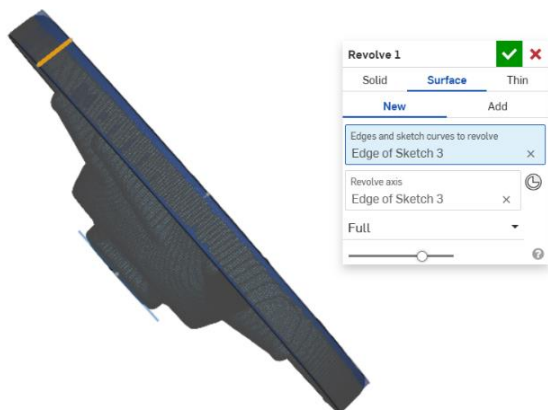 Revolve 1
Solid Surface Thin
New Add
Edges and sketch curves to revolve
Edge of Sketch 3
Revolve axis
Edge of Sketch 3
Full